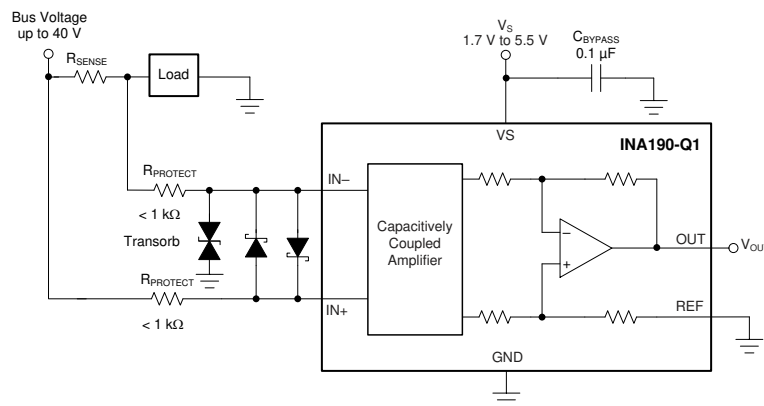 Bus Voltage
up to 40 V
RSENSE
Load
VS
1.7 V to 5.5 V
CBYPASS
0.1 µF
VS
INA190-Q1
RPROTECT
< 1 kΩ
IN–
Transorb
Capacitively
Coupled
Amplifier
–
+
OUT
VOU
RPROTECT
< 1 kΩ
IN+
REF
GND